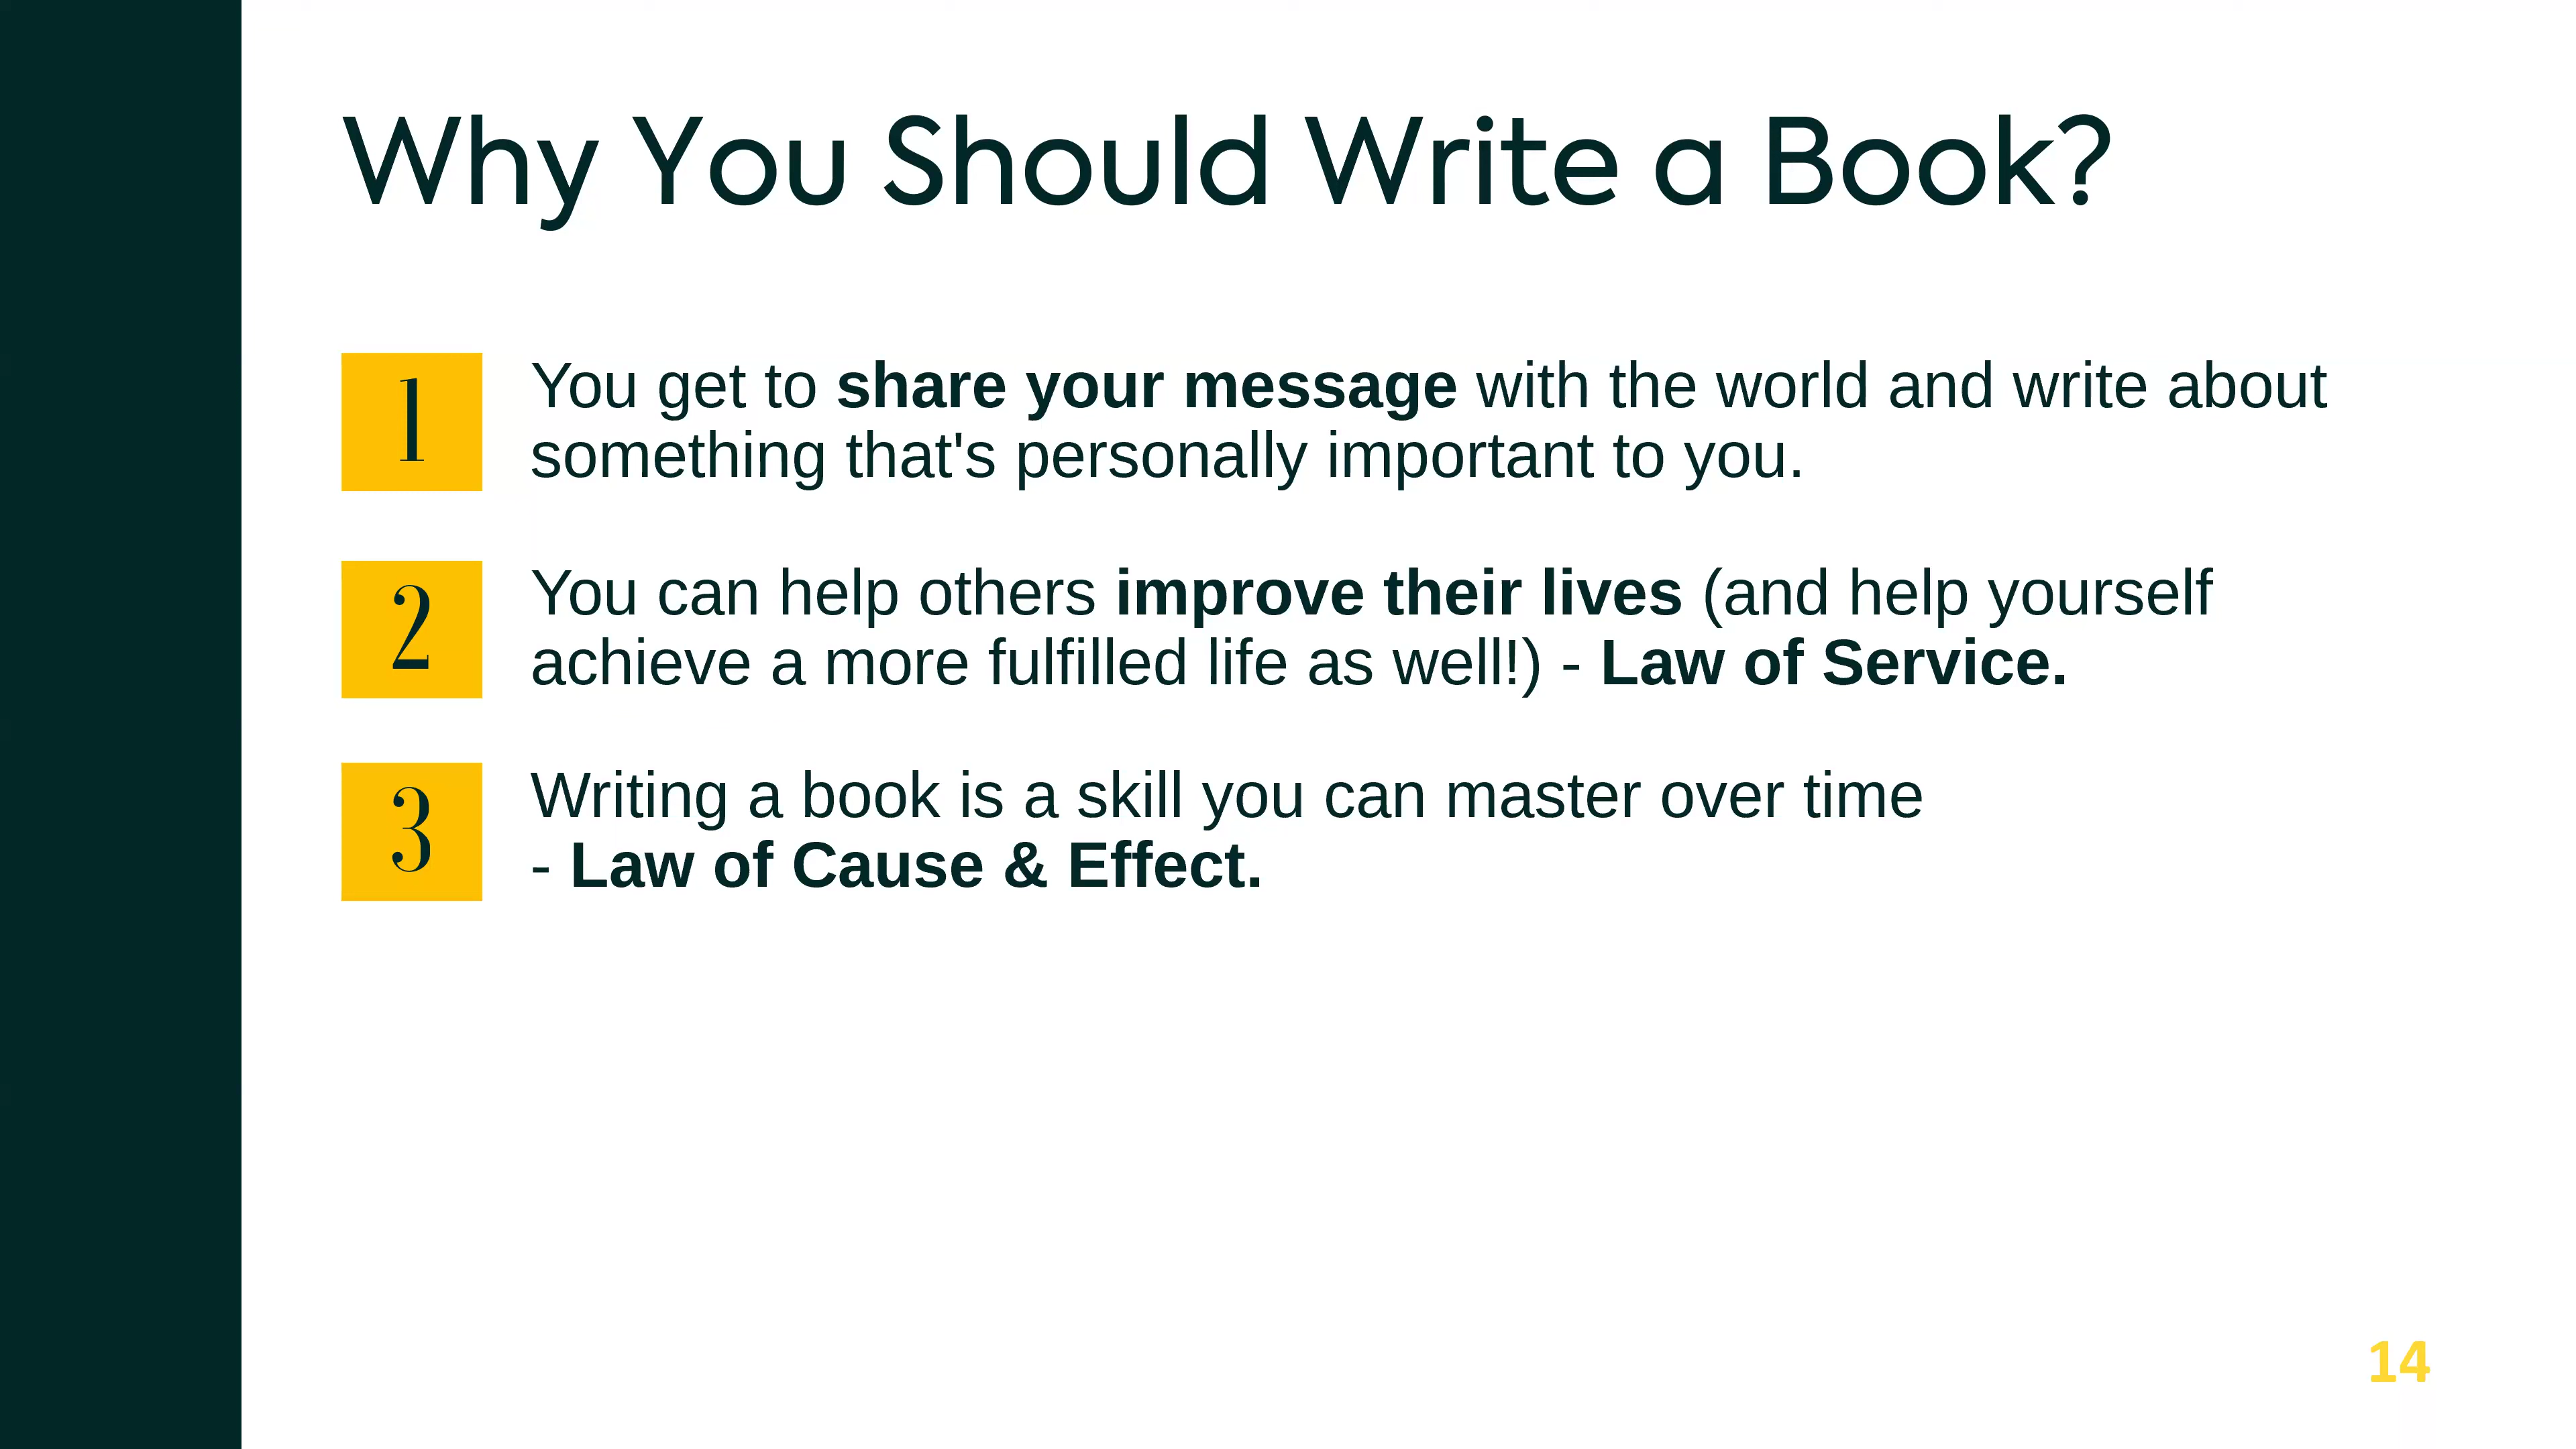 Why You Should Write a Book?
1
You get to share your message with the world and write about
something that's personally important to you.
2
You can help others improve their lives (and help yourself
achieve a more fulfilled life as well!) - Law of Service.
3
Writing a book is a skill you can master over time
- Law of Cause & Effect.
14